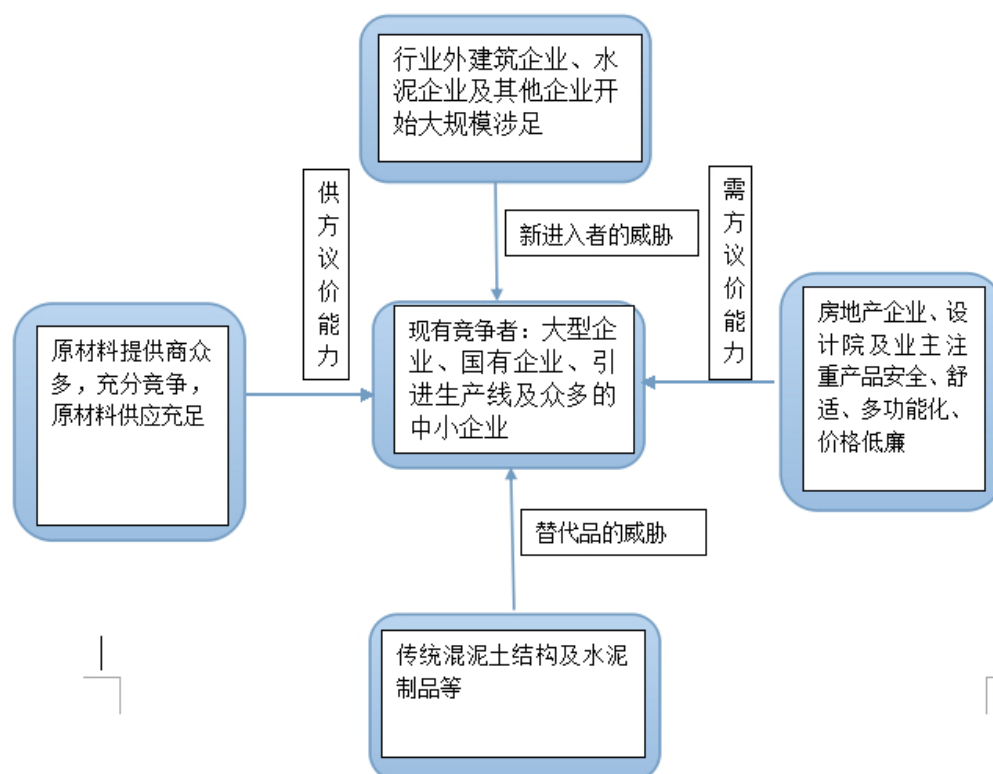 行业外建筑企业、水
泥企业及其他企业开
始大规模涉足
供方议价能力
新进入者的威胁
需方议价能力
原材料提供商众
多，充分竞争，
原材料供应充足
现有竞争者：大型企
业、国有企业、引
进生产线及众多的
中小企业
房地产企业、设
计院及业主注
重产品安全、舒
适、多功能化、
价格低廉
替代品的威胁
传统混泥土结构及水泥
制品等